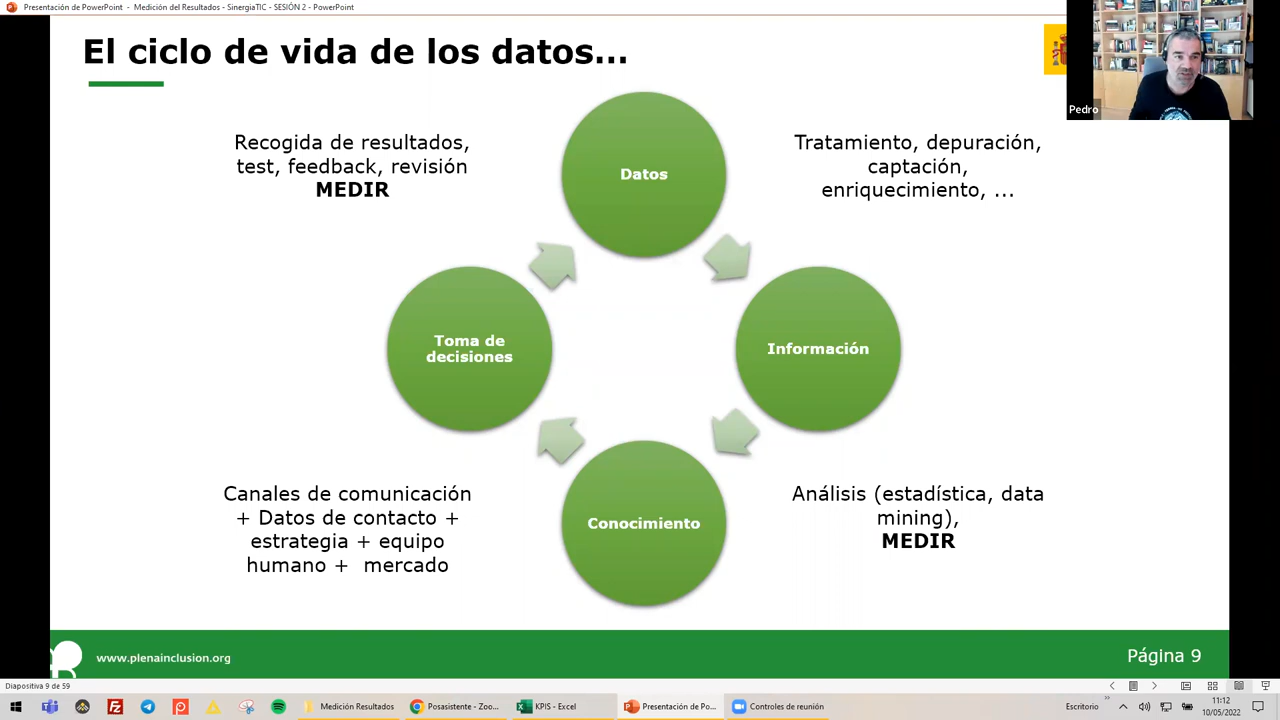 Presentación de PowerPoint - Medición del Resultados - SinergiaTIC - SESIÓN 2 - PowerPoint
El ciclo de vida de los datos...
Pedro
Recogida de resultados,
test, feedback, revisión
MEDIR
Datos
Tratamiento, depuración,
captación,
enriquecimiento, ...
Toma de
decisiones
Información
Canales de comunicación
+ Datos de contacto +
estrategia + equipo
humano + mercado
Conocimiento
Análisis (estadística, data
mining),
MEDIR
www.plenainclusion.org
Página 9
Diapositiva 9 de 59
Medición Resultados
Posasistente - Zoo...
KPIS - Excel
Presentación de Po...
Controles de reunión
Escritorio
11:12
10/05/2022